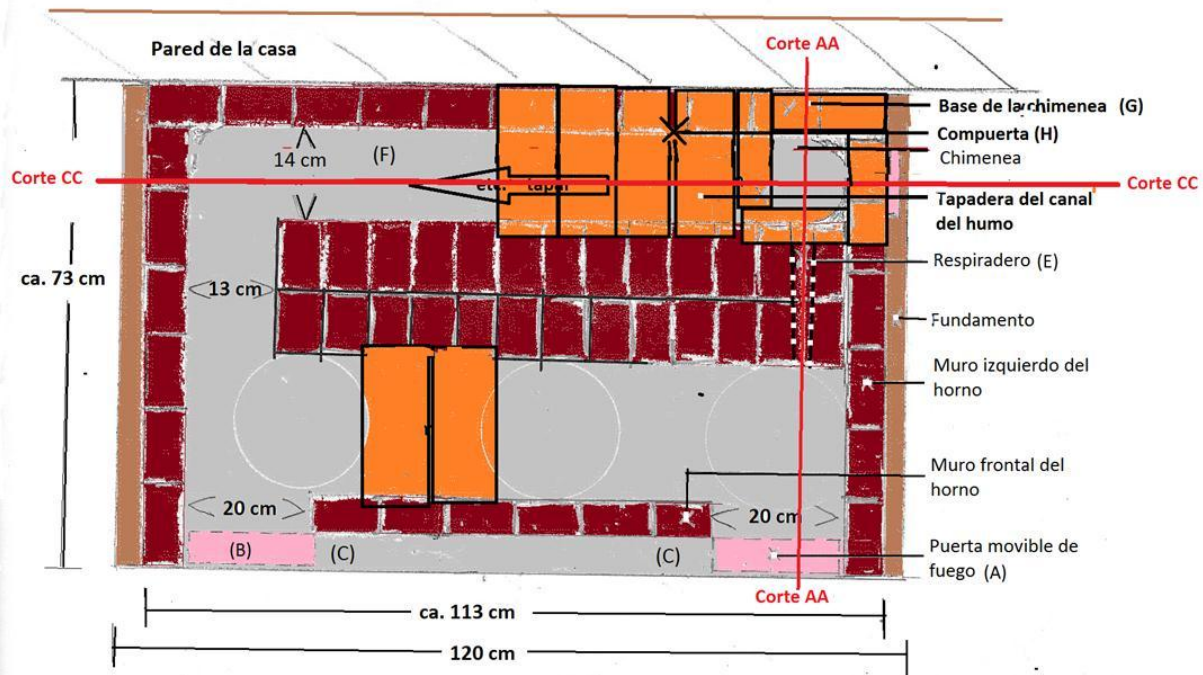 Pared de la casa
Corte AA
Base de la chimenea (G)
Compuerta (H)
Chimenea
14 cm
(F)
Corte CC
etc. tapar
Corte CC
Tapadera del canal
del humo
ca. 73 cm
13 cm
Respiradero (E)
Fundamento
Muro izquierdo del
horno
Muro frontal del
horno
20 cm
20 cm
(B)
(C)
(C)
Puerta movible de
fuego (A)
Corte AA
ca. 113 cm
120 cm